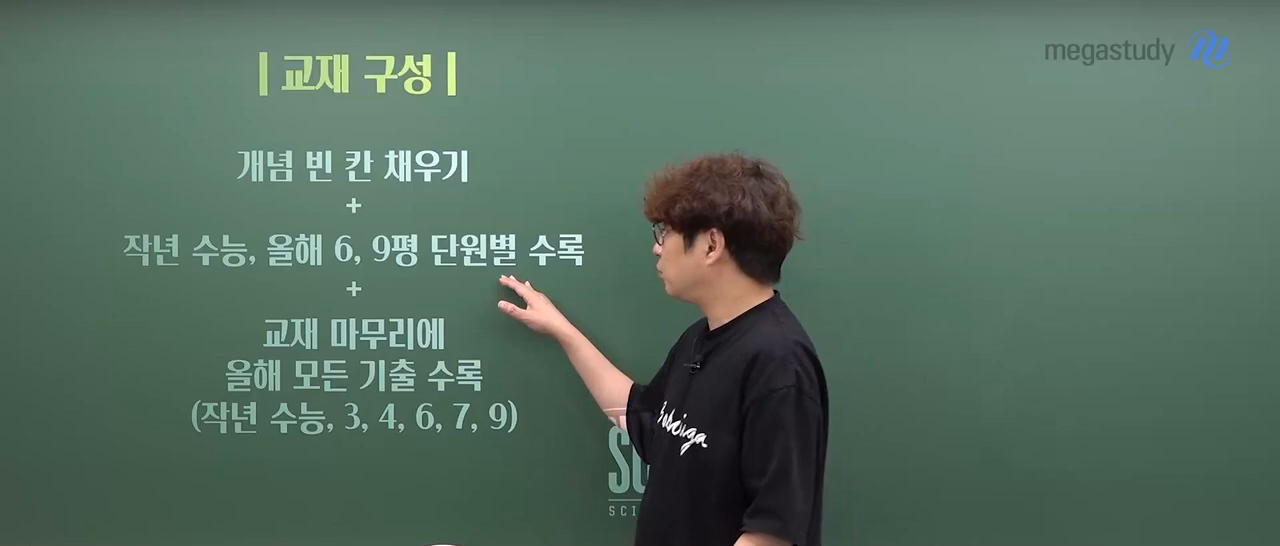 | 교재 구성 |
megastudy
개념 빈 칸 채우기
+
작년 수능, 올해 6, 9평 단원별 수록
+
교재 마무리에
올해 모든 기출 수록
(작년 수능, 3, 4, 6, 7, 9)